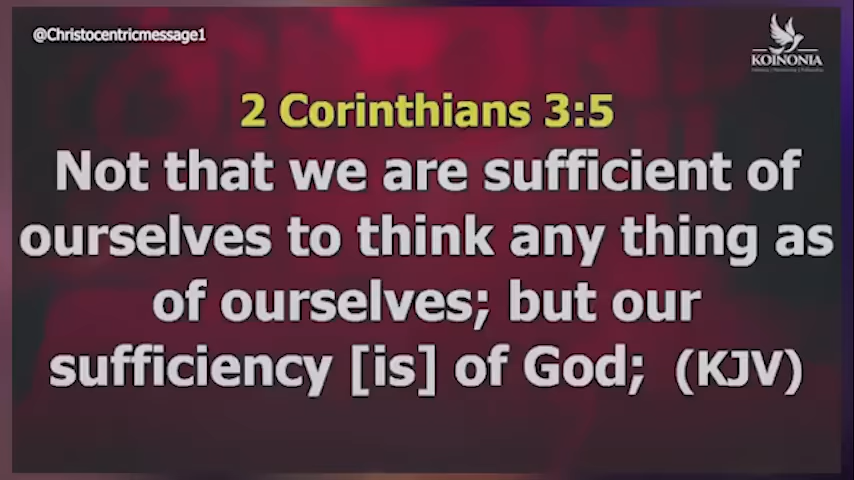 @Christocentricmessage1
KOINONIA
2 Corinthians 3:5
Not that we are sufficient of
ourselves to think any thing as
of ourselves; but our
sufficiency [is] of God; (KJV)